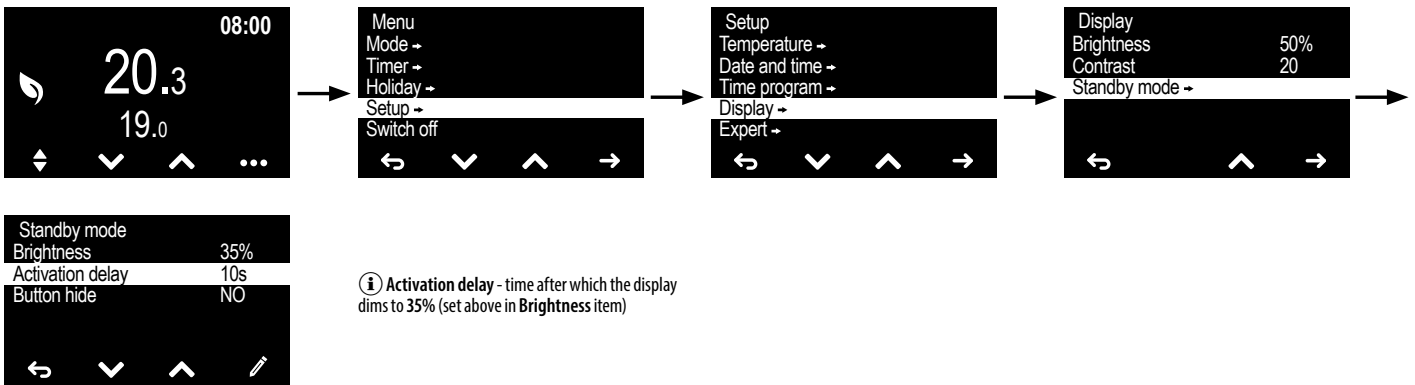 08:00
20.3
19.0
Menu
Mode →
Timer →
Holiday →
Setup →
Switch off
Setup
Temperature →
Date and time →
Time program →
Display →
Expert →
Display
Brightness 50%
Contrast 20
Standby mode →
Standby mode
Brightness 35%
Activation delay 10s
Button hide NO
i Activation delay - time after which the display
dims to 35% (set above in Brightness item)